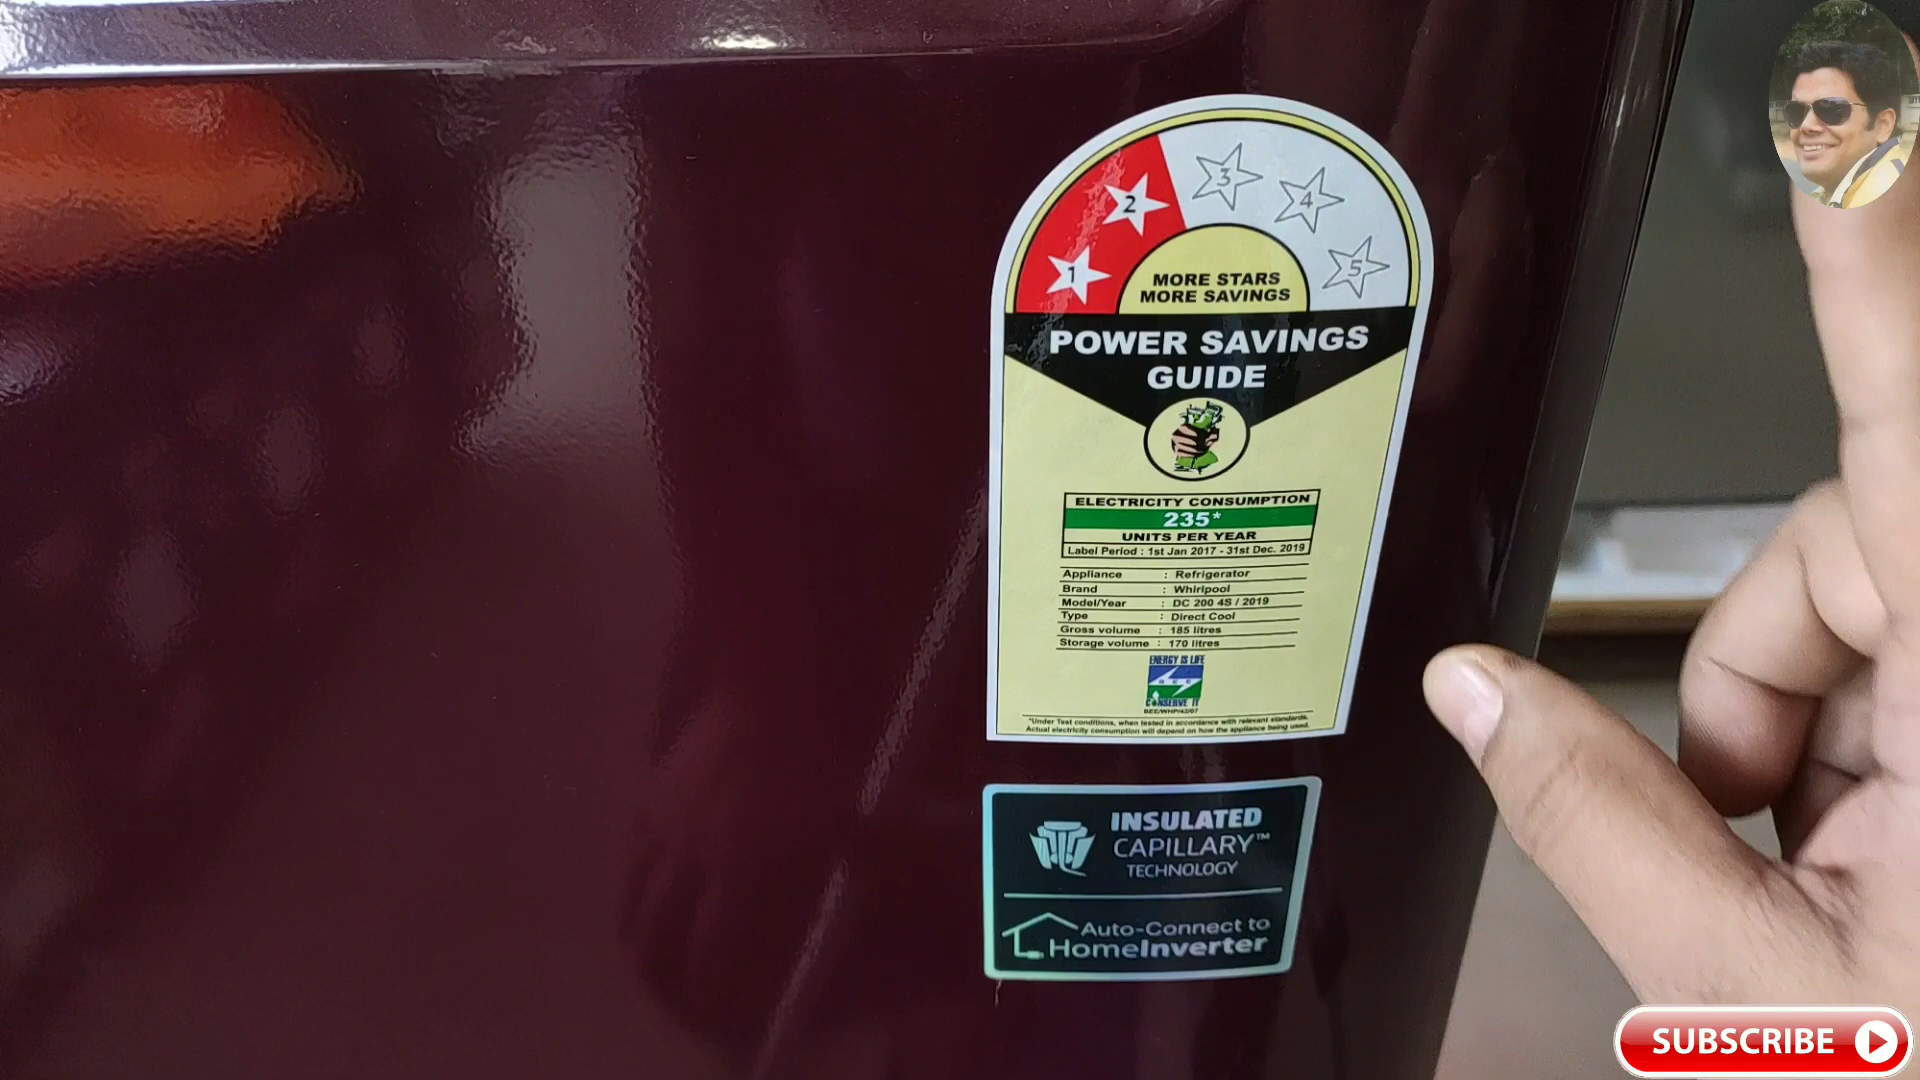 1
2
3
4
5
MORE STARS
MORE SAVINGS
POWER SAVINGS
GUIDE
ELECTRICITY CONSUMPTION
235*
UNITS PER YEAR
Label Period : 1st Jan 2017 - 31st Dec. 2019
Appliance : Refrigerator
Brand : Whirlpool
Model/Year : DC 200 4S / 2019
Type : Direct Cool
Gross volume : 185 litres
Storage volume : 170 litres
ENERGY IS LIFE
BEE
CONSERVE IT
*Under Test conditions, when tested in accordance with relevant standards.
Actual electricity consumption will depend on how the appliance being used.
INSULATED
CAPILLARY™
TECHNOLOGY
Auto-Connect to
HomeInverter
SUBSCRIBE